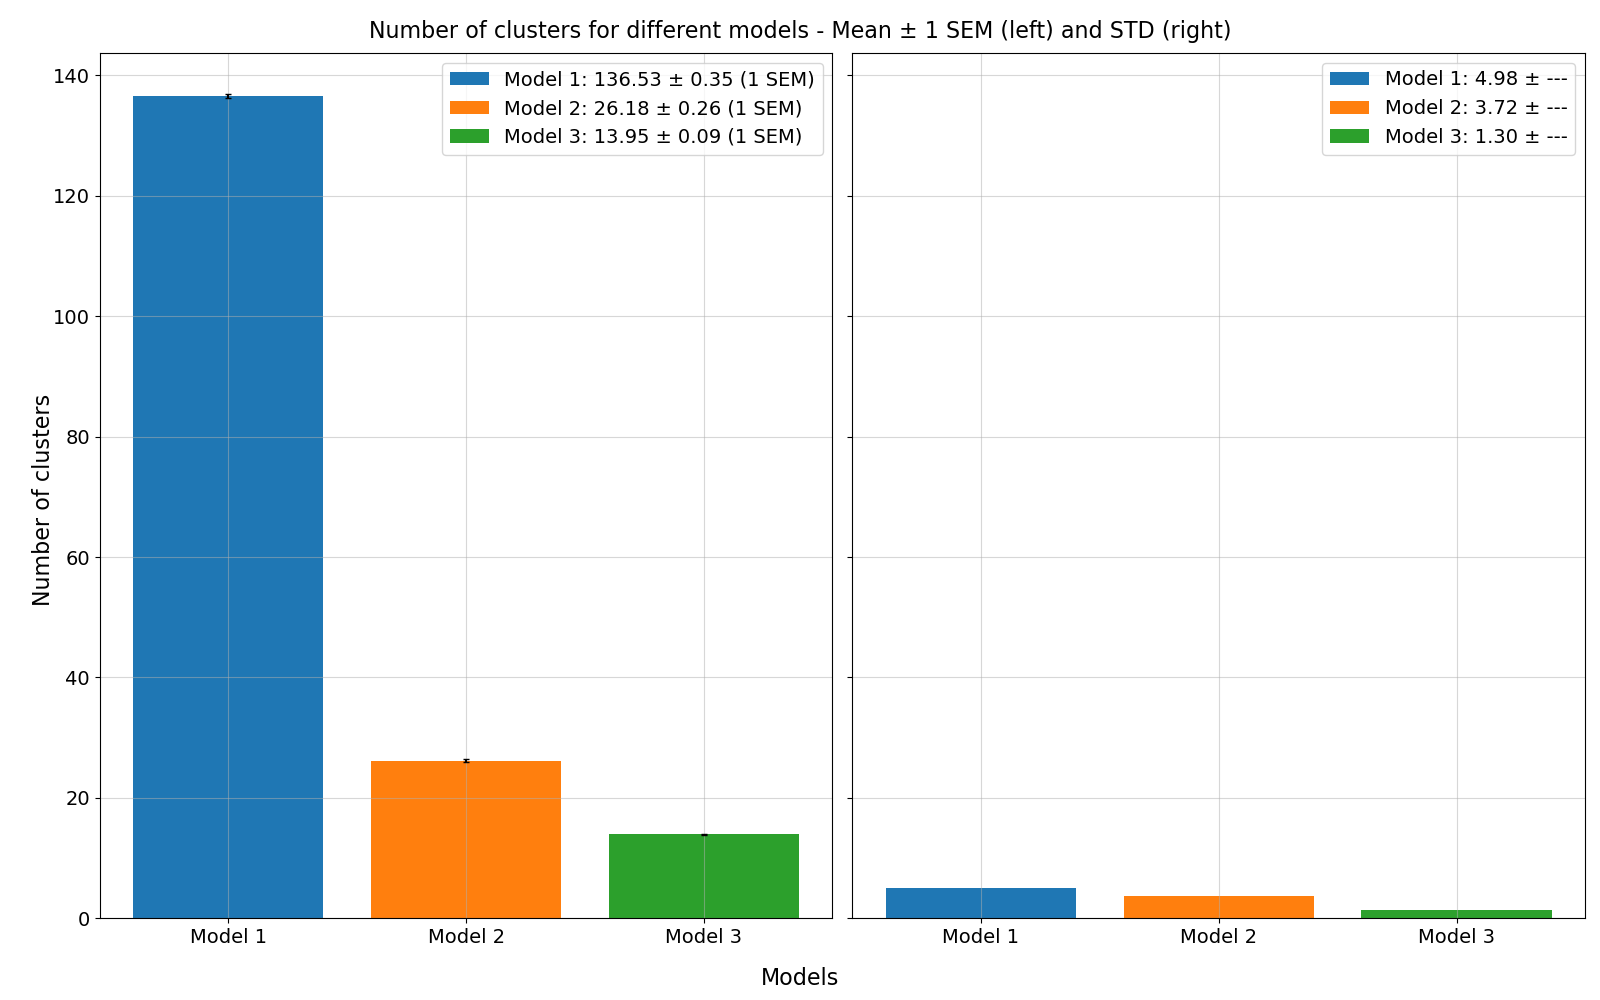 Number of clusters for different models - Mean ± 1 SEM (left) and STD (right)
Number of clusters
140
120
100
80
60
40
20
0
Model 1: 136.53 ± 0.35 (1 SEM)
Model 2: 26.18 ± 0.26 (1 SEM)
Model 3: 13.95 ± 0.09 (1 SEM)
Model 1 Model 2 Model 3
Model 1: 4.98 ± ---
Model 2: 3.72 ± ---
Model 3: 1.30 ± ---
Model 1 Model 2 Model 3
Models